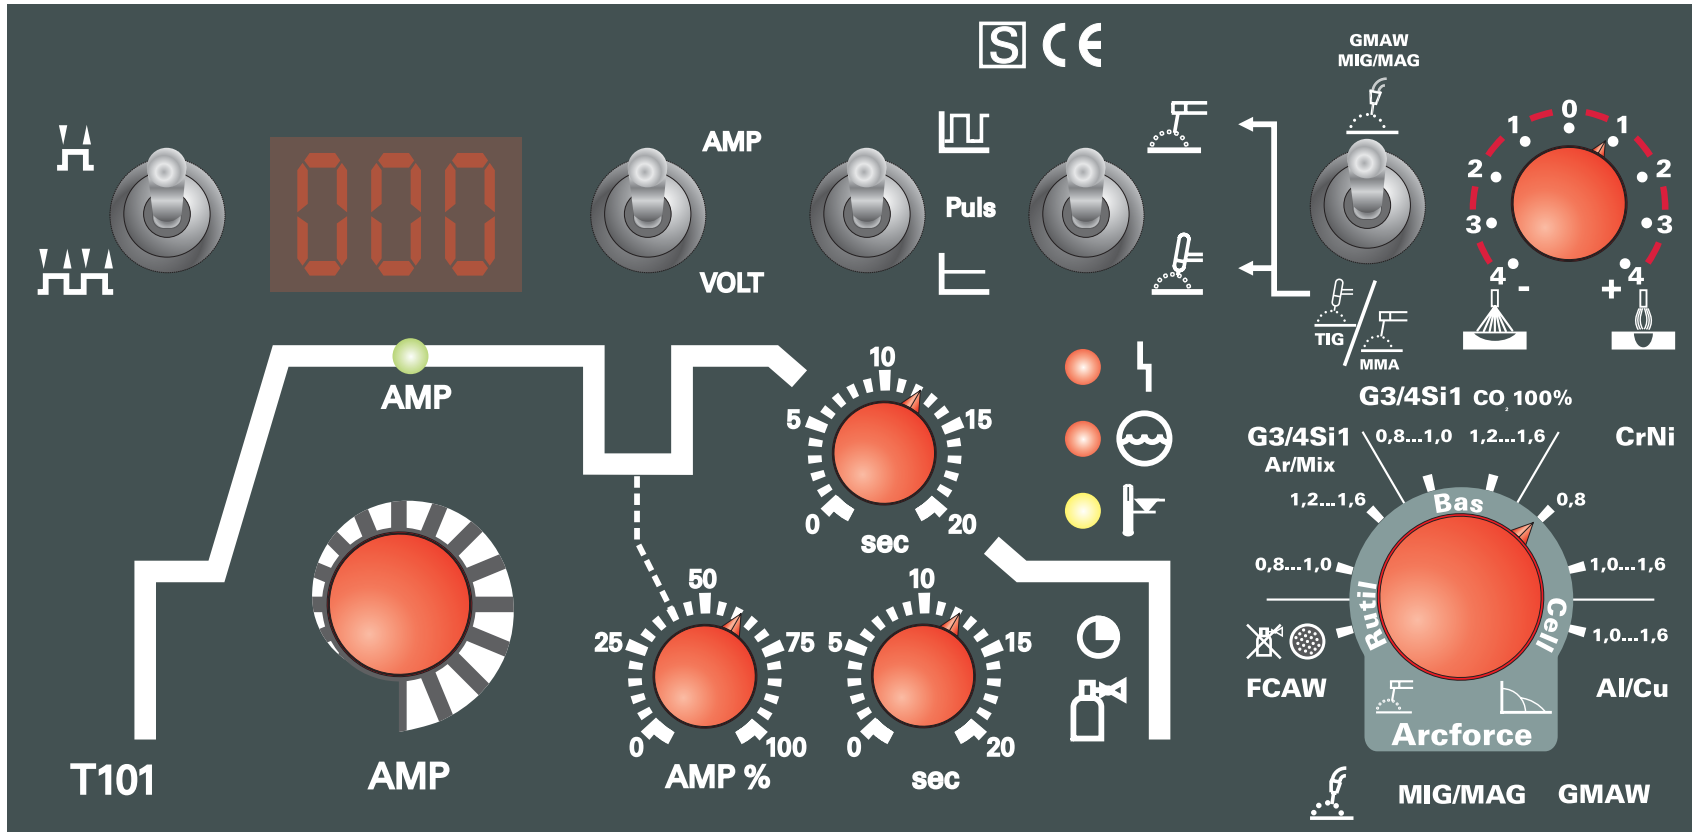 S CE
GMAW
MIG/MAG
000
AMP
VOLT
Puls
0
1 1
2 2
3 3
4 - + 4
TIG
MMA
AMP
10
5 15
0 20
sec
G3/4Si1 CO2 100%
G3/4Si1 0,8...1,0 1,2...1,6 CrNi
Ar/Mix
1,2...1,6 Bas 0,8
0,8...1,0 1,0...1,6
Rutil Cell
1,0...1,6
FCAW Al/Cu
Arcforce
50
25 75
0 100
AMP %
10
5 15
0 20
sec
T101
AMP
MIG/MAG GMAW